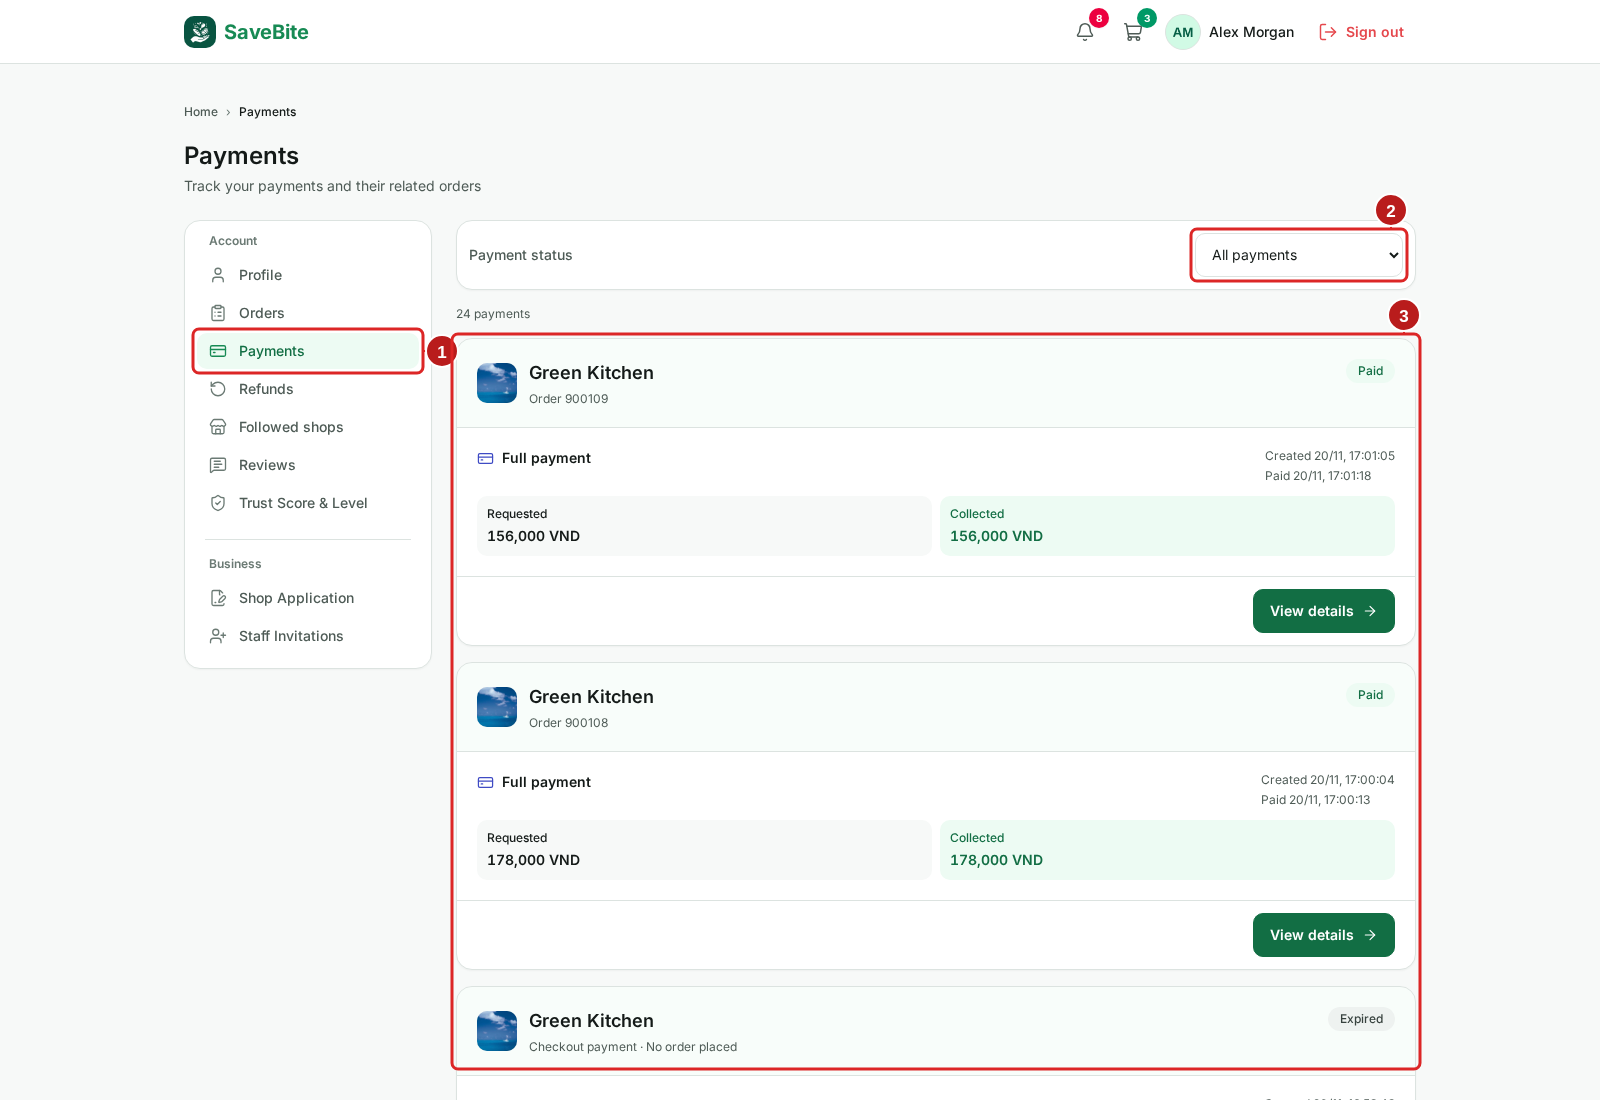 SaveBite
8
3
AM
Alex Morgan
Sign out
Home › Payments
Payments
Track your payments and their related orders
Account
Profile
Orders
Payments
Refunds
Followed shops
Reviews
Trust Score & Level
Business
Shop Application
Staff Invitations
1
2
Payment status
All payments
24 payments
3
Green Kitchen
Paid
Order 900109
Full payment
Created 20/11, 17:01:05
Paid 20/11, 17:01:18
Requested
156,000 VND
Collected
156,000 VND
View details
Green Kitchen
Paid
Order 900108
Full payment
Created 20/11, 17:00:04
Paid 20/11, 17:00:13
Requested
178,000 VND
Collected
178,000 VND
View details
Green Kitchen
Expired
Checkout payment · No order placed